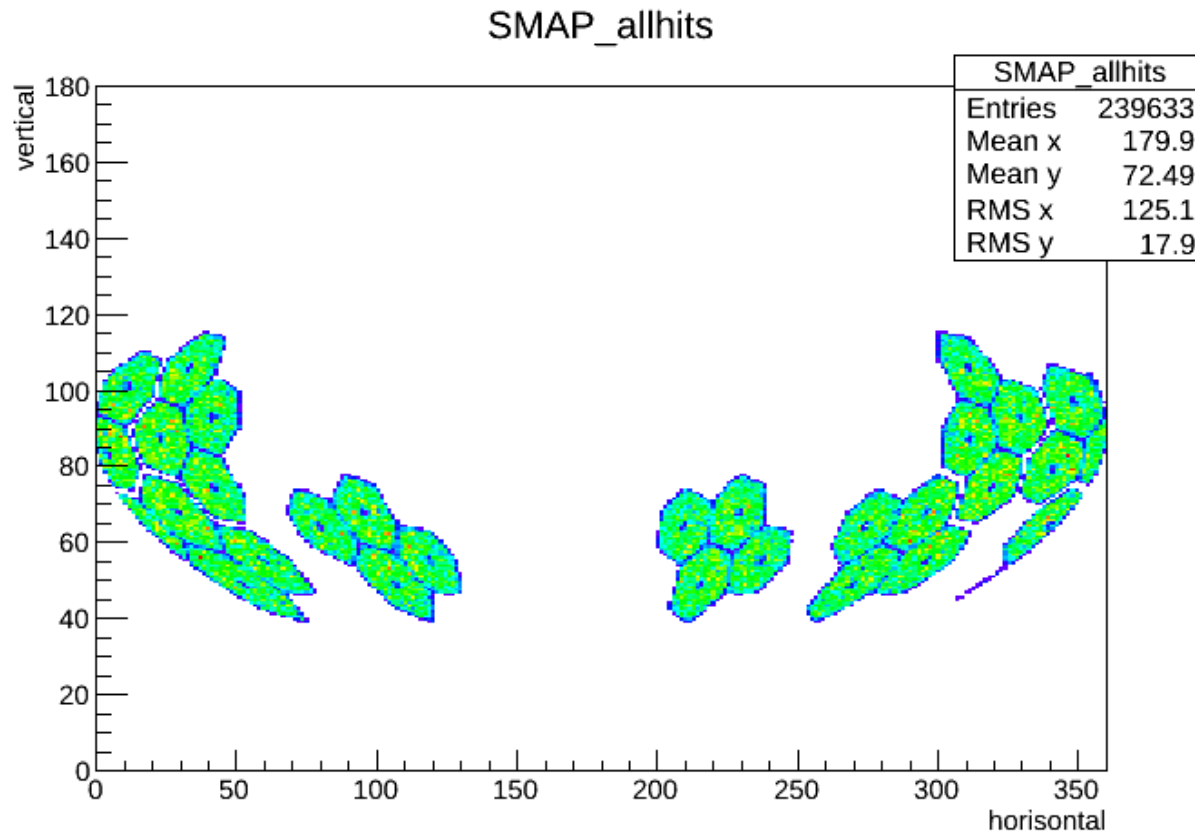 SMAP_allhits
SMAP_allhits
Entries 239633
Mean x 179.9
Mean y 72.49
RMS x 125.1
RMS y 17.9
vertical
180
160
140
120
100
80
60
40
20
0
0 50 100 150 200 250 300 350
horisontal